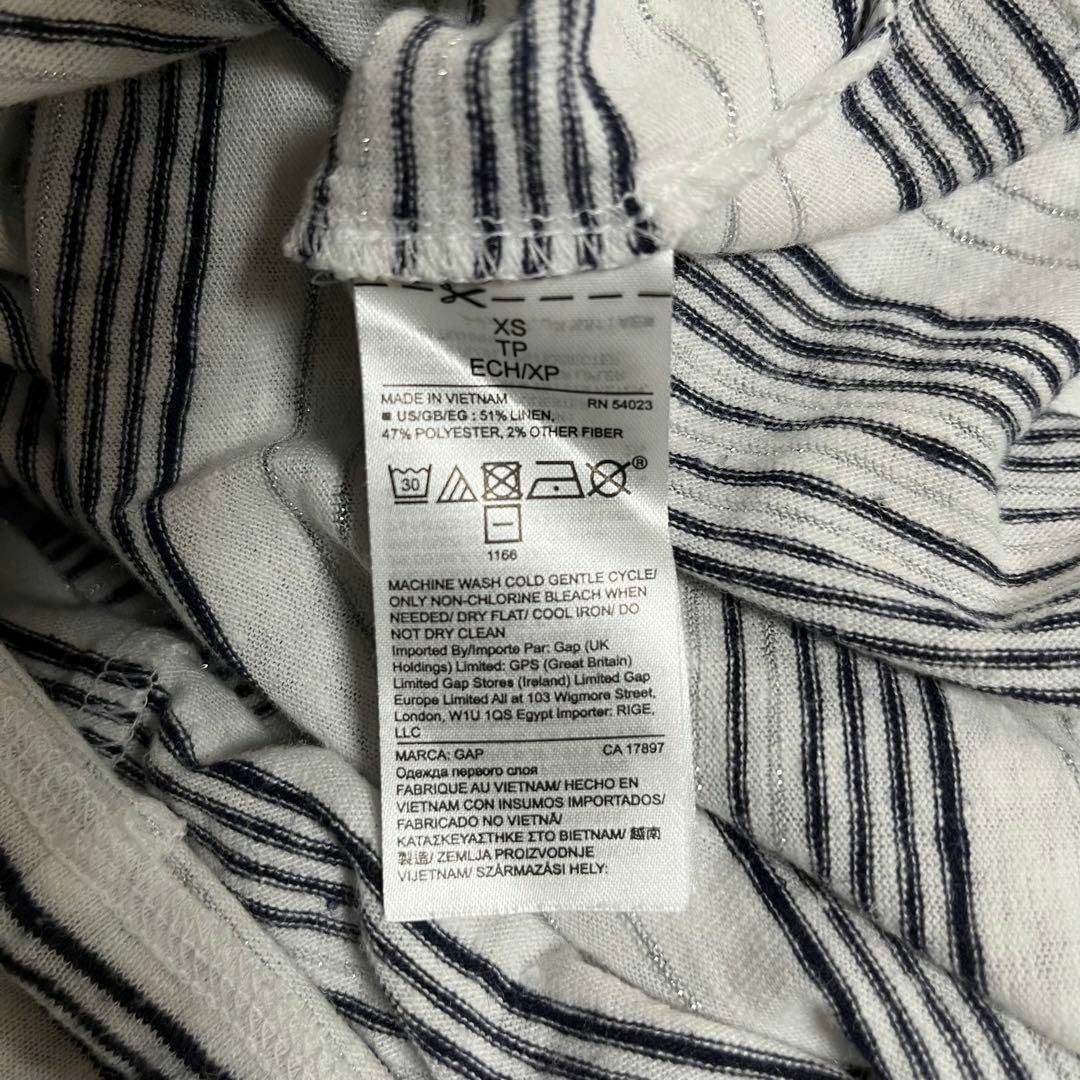 XS
TP
ECH/XP
MADE IN VIETNAM RN 54023
■ US/GB/EG : 51% LINEN,
47% POLYESTER, 2% OTHER FIBER
30
®
1166
MACHINE WASH COLD GENTLE CYCLE/
ONLY NON-CHLORINE BLEACH WHEN
NEEDED/ DRY FLAT/ COOL IRON/ DO
NOT DRY CLEAN
Imported By/Importe Par: Gap (UK
Holdings) Limited: GPS (Great Britain)
Limited Gap Stores (Ireland) Limited Gap
Europe Limited All at 103 Wigmore Street,
London, W1U 1QS Egypt Importer: RIGE,
LLC
MARCA: GAP CA 17897
Одежда первого слоя
FABRIQUE AU VIETNAM/ HECHO EN
VIETNAM CON INSUMOS IMPORTADOS/
FABRICADO NO VIETNÃ/
ΚΑΤΑΣΚΕΥΑΣΤΗΚΕ ΣΤΟ ΒΙΕΤΝΑΜ/ 越南
製造/ ZEMLJA PROIZVODNJE
VIJETNAM/ SZÁRMAZÁSI HELY: